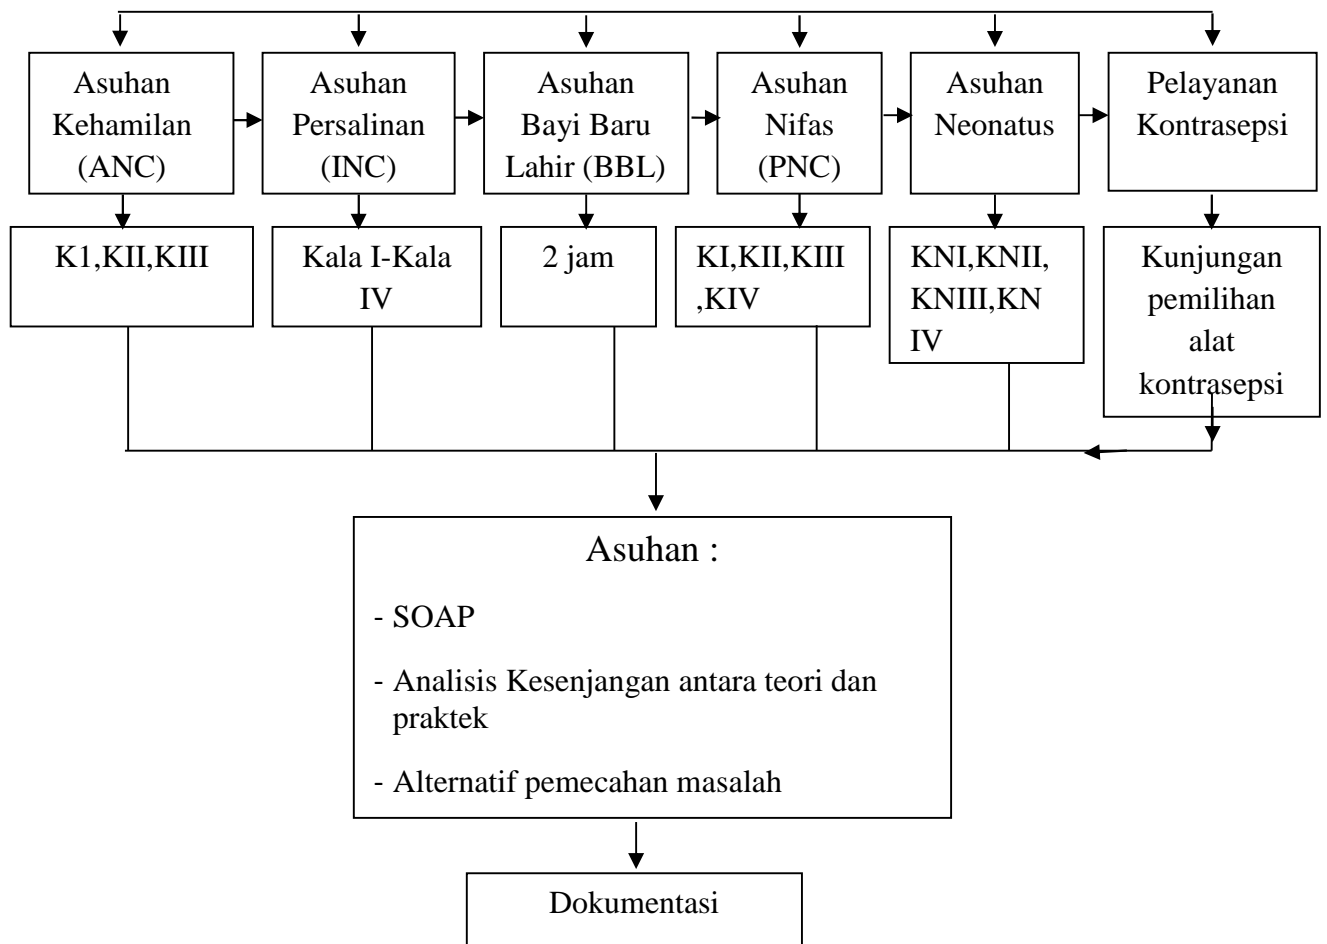 Asuhan
Kehamilan
(ANC)
Asuhan
Persalinan
(INC)
Asuhan
Bayi Baru
Lahir (BBL)
Asuhan
Nifas
(PNC)
Asuhan
Neonatus
Pelayanan
Kontrasepsi
K1,KII,KIII
Kala I-Kala
IV
2 jam
KI,KII,KIII
,KIV
KNI,KNII,
KNIII,KN
IV
Kunjungan
pemilihan
alat
kontrasepsi
Asuhan :
- SOAP
- Analisis Kesenjangan antara teori dan
praktek
- Alternatif pemecahan masalah
Dokumentasi